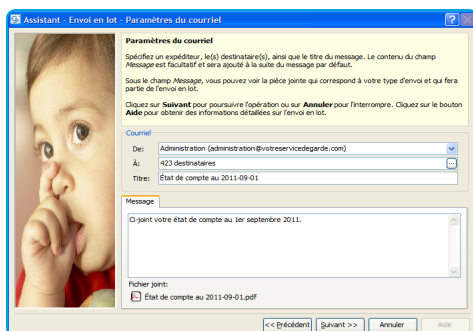 Assistant - Envoi en lot - Paramètres du courriel
Paramètres du courriel
Spécifiez un expéditeur, le(s) destinataire(s), ainsi que le titre du message. Le contenu du champ
Message est facultatif et sera ajouté à la suite du message par défaut.
Sous le champ Message, vous pouvez voir la pièce jointe qui correspond à votre type d'envoi et qui fera
partie de l'envoi en lot.
Cliquez sur Suivant pour poursuivre l'opération ou sur Annuler pour l'interrompre. Cliquez sur le bouton
Aide pour obtenir des informations détaillées sur l'envoi en lot.
Courriel
De: Administration (administration@votreservicedegarde.com)
À: 423 destinataires ...
Titre: État de compte au 2011-09-01
Message
Ci-joint votre état de compte au 1er septembre 2011.
Fichier joint:
État de compte au 2011-09-01.pdf
<< Précédent Suivant >> Annuler Aide